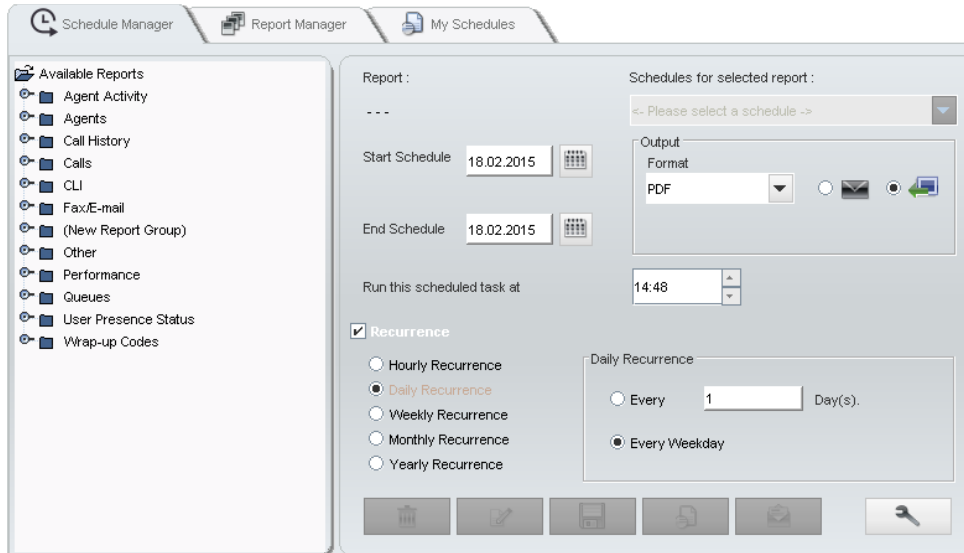 Schedule Manager
Report Manager
My Schedules
Available Reports
Agent Activity
Agents
Call History
Calls
CLI
Fax/E-mail
(New Report Group)
Other
Performance
Queues
User Presence Status
Wrap-up Codes
Report :
- - -
Schedules for selected report :
<- Please select a schedule ->
Start Schedule 18.02.2015
Output
Format
PDF
End Schedule 18.02.2015
Run this scheduled task at 14:48
Recurrence
Hourly Recurrence
Daily Recurrence
Weekly Recurrence
Monthly Recurrence
Yearly Recurrence
Daily Recurrence
Every 1 Day(s).
Every Weekday